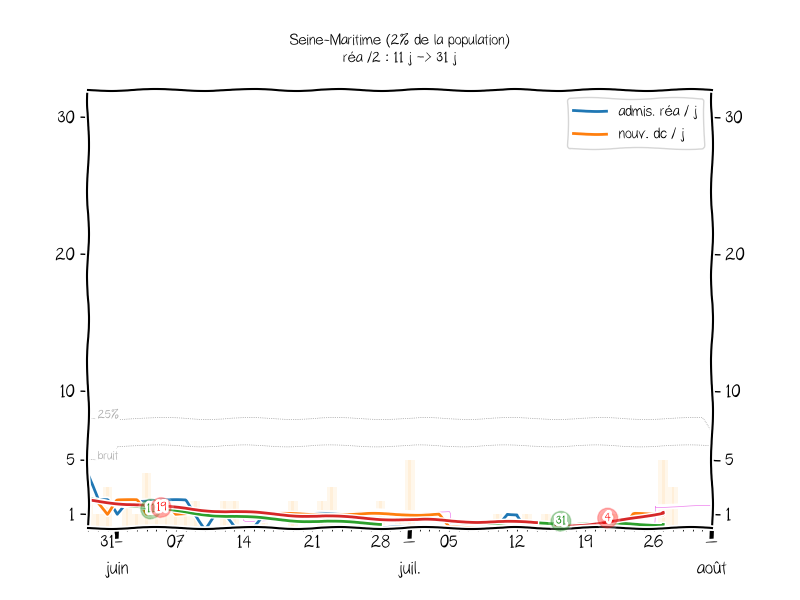 Seine-Maritime (2% de la population)
réa /2 : 11 j -> 31 j
admis. réa / j
nouv. dc / j
30 30
20 20
10 10
25%
5 5
bruit
1 1
19
31
4
31 07 14 21 28 05 12 19 26
juin juil. août